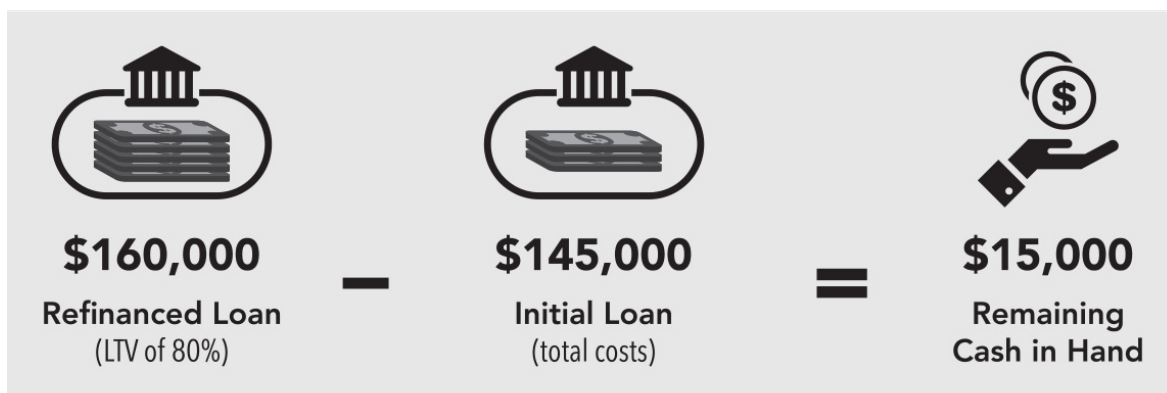 $160,000
Refinanced Loan
(LTV of 80%)
–
$145,000
Initial Loan
(total costs)
=
$
$15,000
Remaining
Cash in Hand